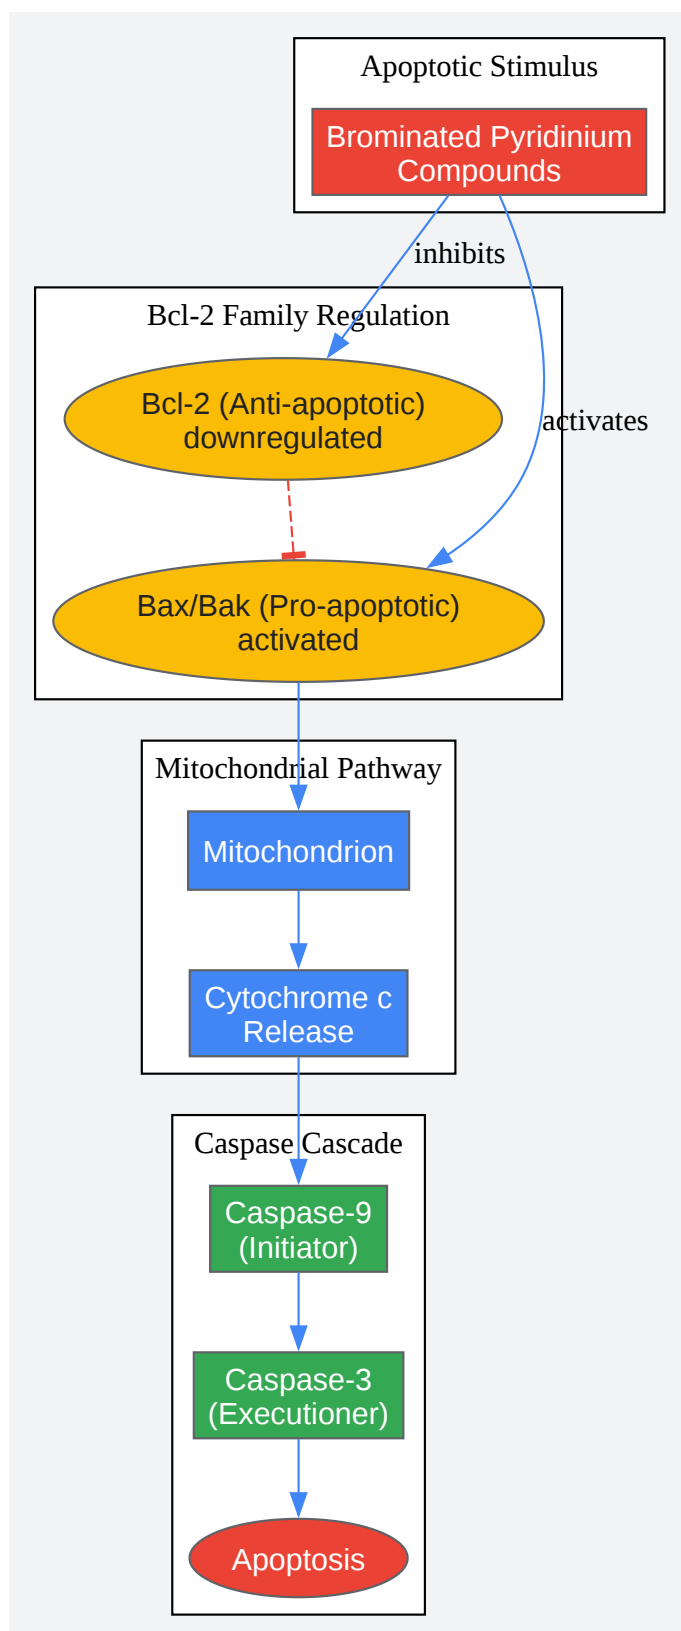 Apoptotic Stimulus
Brominated Pyridinium
Compounds
inhibits
Bcl-2 Family Regulation
Bcl-2 (Anti-apoptotic)
downregulated
activates
Bax/Bak (Pro-apoptotic)
activated
Mitochondrial Pathway
Mitochondrion
Cytochrome c
Release
Caspase Cascade
Caspase-9
(Initiator)
Caspase-3
(Executioner)
Apoptosis